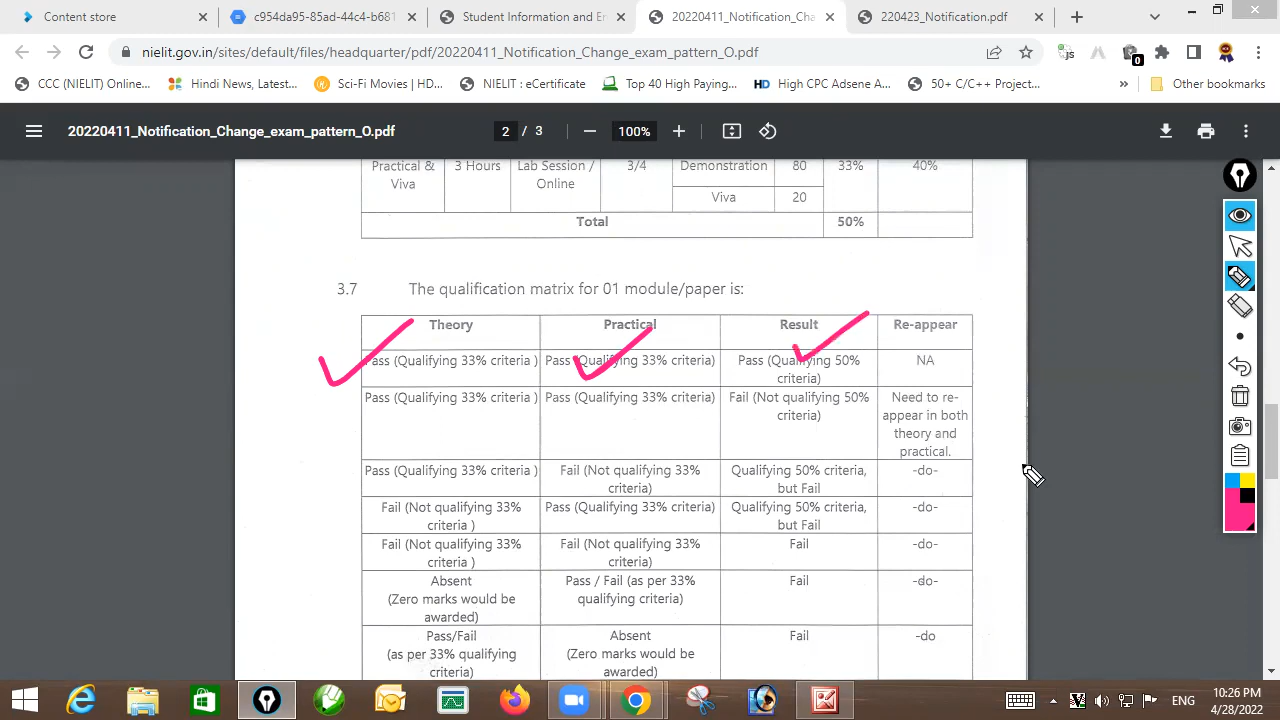 Content store
c954da95-85ad-44c4-b681
Student Information and En
20220411_Notification_Cha
220423_Notification.pdf
nielit.gov.in/sites/default/files/headquarter/pdf/20220411_Notification_Change_exam_pattern_O.pdf
js
0
CCC (NIELIT) Online...
Hindi News, Latest...
Sci-Fi Movies | HD...
NIELIT : eCertificate
Top 40 High Paying...
HD High CPC Adsene A...
50+ C/C++ Project...
»
Other bookmarks
20220411_Notification_Change_exam_pattern_O.pdf
2 / 3
100%
Practical & 3 Hours Lab Session / 3/4 Demonstration 80 33% 40%
Viva Online
Viva 20
Total 50%
3.7 The qualification matrix for 01 module/paper is:
Theory Practical Result Re-appear
Pass (Qualifying 33% criteria ) Pass (Qualifying 33% criteria) Pass (Qualifying 50% NA
criteria)
Pass (Qualifying 33% criteria ) Pass (Qualifying 33% criteria) Fail (Not qualifying 50% Need to re-
criteria) appear in both
theory and
practical.
Pass (Qualifying 33% criteria ) Fail (Not qualifying 33% Qualifying 50% criteria, -do-
criteria) but Fail
Fail (Not qualifying 33% Pass (Qualifying 33% criteria) Qualifying 50% criteria, -do-
criteria ) but Fail
Fail (Not qualifying 33% Fail (Not qualifying 33% Fail -do-
criteria ) criteria)
Absent Pass / Fail (as per 33% Fail -do-
(Zero marks would be qualifying criteria)
awarded)
Pass/Fail Absent Fail -do
(as per 33% qualifying (Zero marks would be
criteria) awarded)
ENG
10:26 PM
4/28/2022